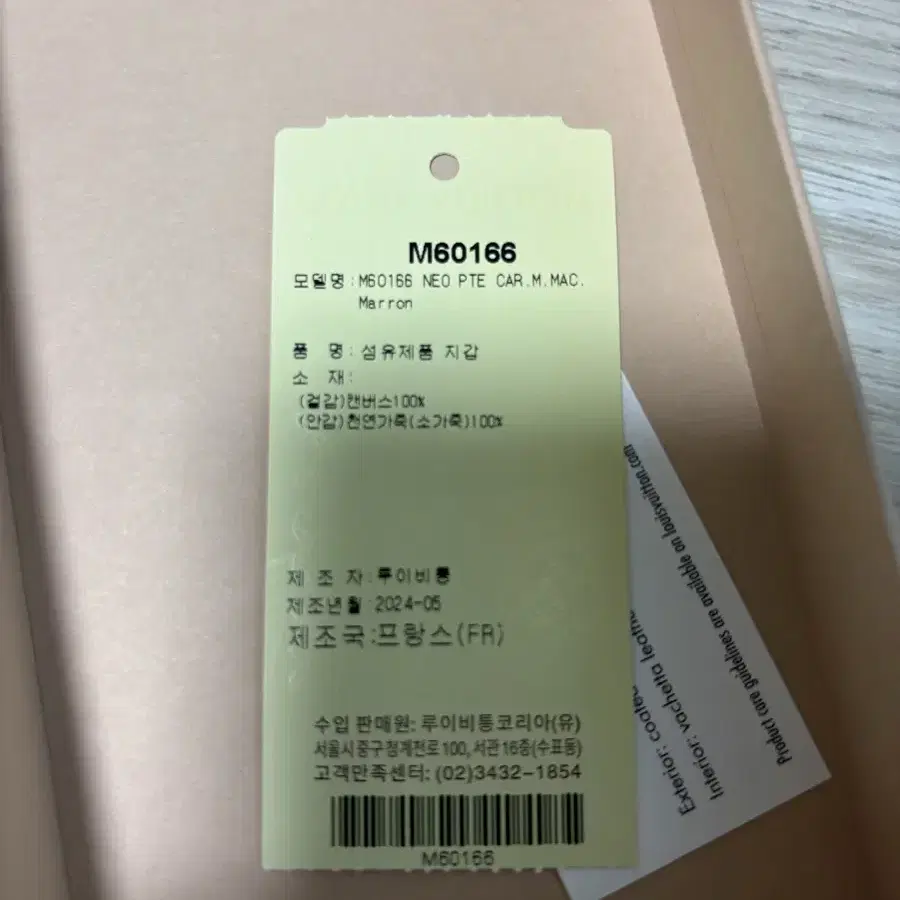 M60166
모델명:M60166 NEO PTE CAR.M.MAC.
Marron
품 명:섬유제품 지갑
소 재:
(겉감)캔버스100%
(안감)천연가죽(소가죽)100%
제 조 자:루이비통
제조년월:2024-05
제조국:프랑스(FR)
수입 판매원: 루이비통코리아(유)
서울시 중구 청계천로 100, 서관 16층(수표동)
고객만족센터: (02)3432-1854
M60166
Product care guidelines are available on louisvuitton.com
Exterior: coated
Interior: vachetta leathe